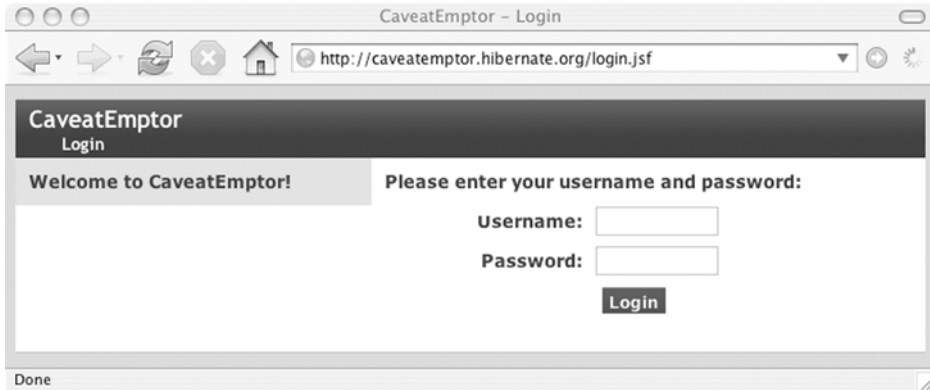 CaveatEmptor – Login
http://caveatemptor.hibernate.org/login.jsf
CaveatEmptor
Login
Welcome to CaveatEmptor!
Please enter your username and password:
Username:
Password:
Login
Done